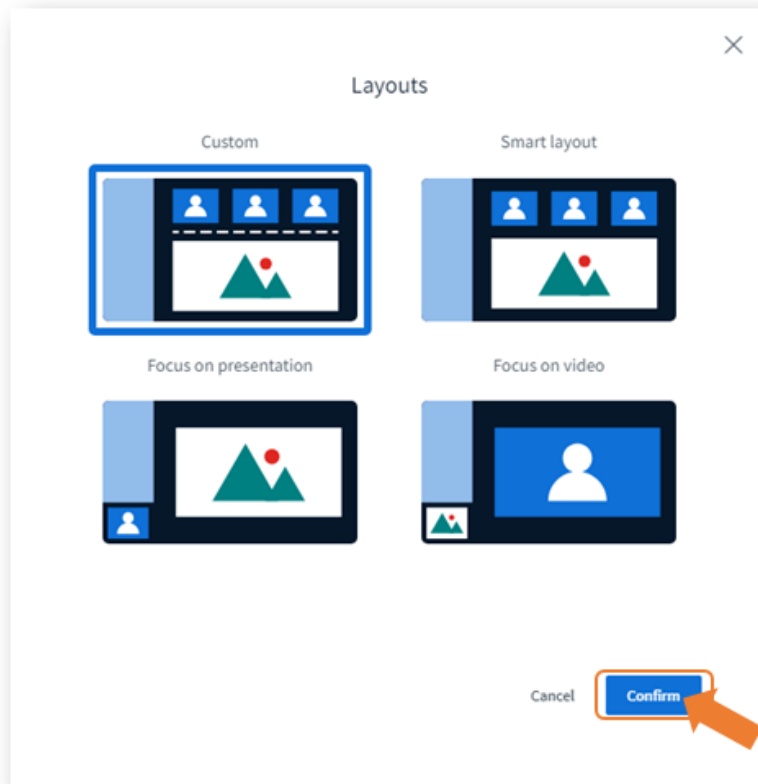 Layouts
Custom
Smart layout
Focus on presentation
Focus on video
Cancel
Confirm